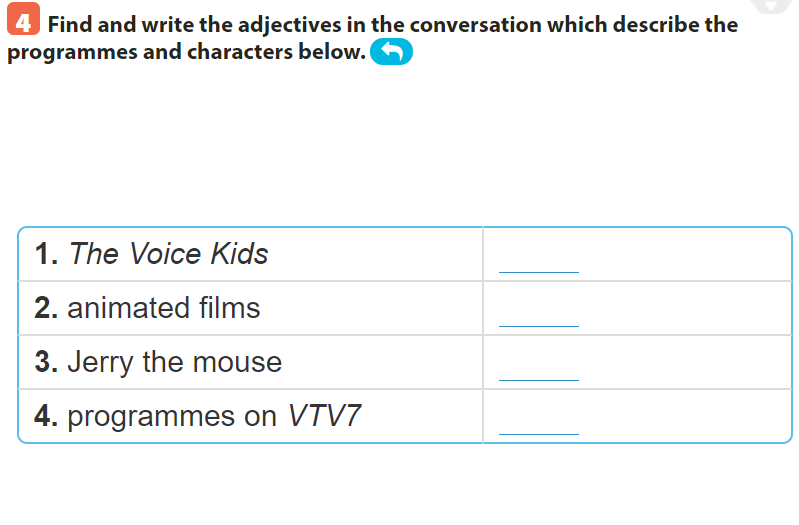 4 Find and write the adjectives in the conversation which describe the
programmes and characters below.
1. The Voice Kids
2. animated films
3. Jerry the mouse
4. programmes on VTV7